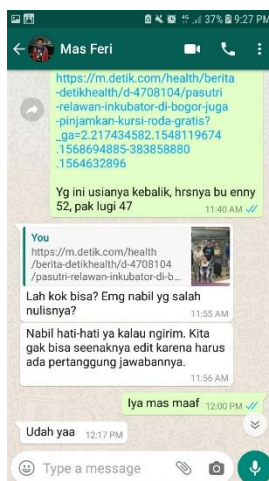 37% 9:27 PM
Mas Feri
https://m.detik.com/health/berita
-detikhealth/d-4708104/pasutri
-relawan-inkubator-di-bogor-juga
-pinjamkan-kursi-roda-gratis?
_ga=2.217434582.1548119674
.1568694885-383858880
.1564632896
Yg ini usianya kebalik, hrsnya bu enny
52, pak lugi 47
11:40 AM
You
https://m.detik.com/health
/berita-detikhealth/d-4708104
/pasutri-relawan-inkubator-di-b...
Lah kok bisa? Emg nabil yg salah
nulisnya?
11:55 AM
Nabil hati-hati ya kalau ngirim. Kita
gak bisa seenaknya edit karena harus
ada pertanggung jawabannya.
11:56 AM
Iya mas maaf 12:00 PM
Udah yaa 12:17 PM
Type a message